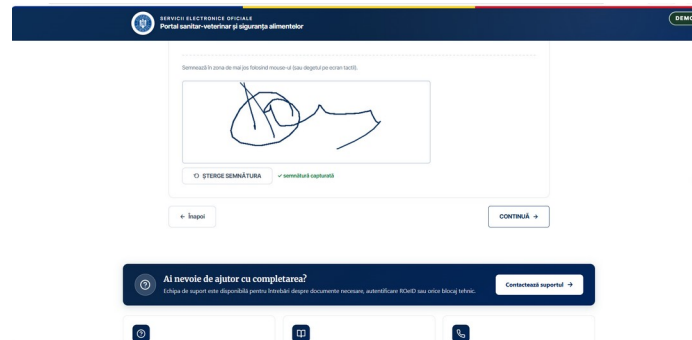 SERVICII ELECTRONICE OFICIALE
Portal sanitar-veterinar și siguranța alimentelor
DEMO
Semnează în zona de mai jos folosind mouse-ul (sau degetul pe ecran tactil).
ȘTERGE SEMNĂTURA
✓ semnătură capturată
← Înapoi
CONTINUĂ →
Ai nevoie de ajutor cu completarea?
Echipa de suport este disponibilă pentru întrebări despre documente necesare, autentificare ROeID sau orice blocaj tehnic.
Contactează suportul →